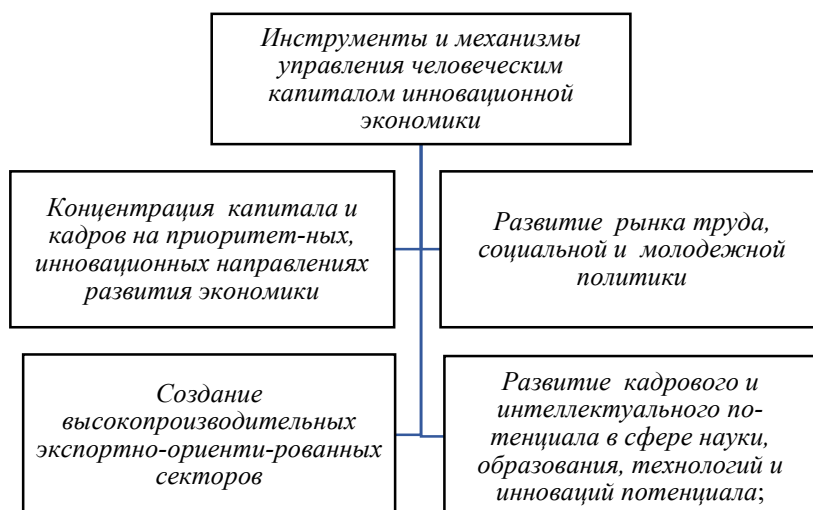 Инструменты и механизмы
управления человеческим
капиталом инновационной
экономики
Концентрация капитала и
кадров на приоритет-ных,
инновационных направлениях
развития экономики
Развитие рынка труда,
социальной и молодежной
политики
Создание
высокопроизводительных
экспортно-ориенти-рованных
секторов
Развитие кадрового и
интеллектуального по-
тенциала в сфере науки,
образования, технологий и
инноваций потенциала;